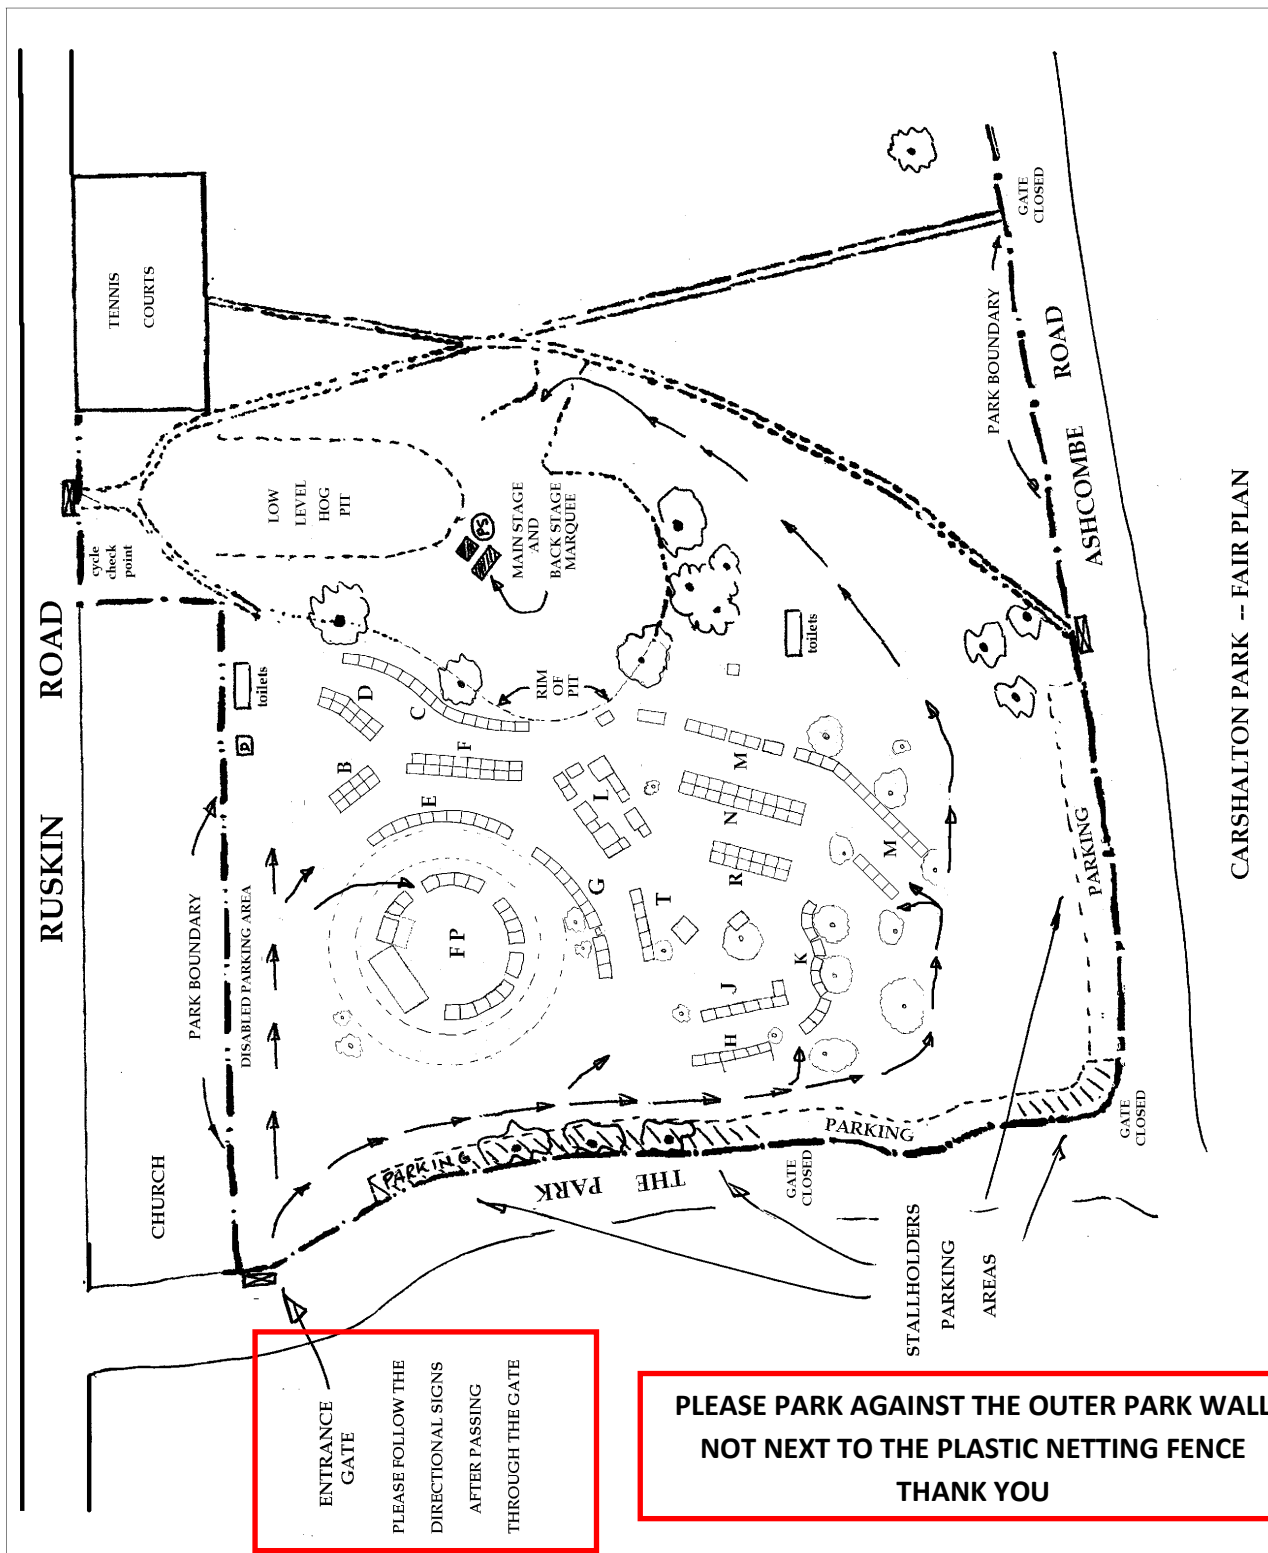 RUSKIN ROAD
TENNIS
COURTS
cycle
check
point
LOW
LEVEL
HOG
PIT
PS
MAIN STAGE
AND
BACK STAGE
MARQUEE
RIM
OF
PIT
toilets
P
toilets
GATE
CLOSED
PARK BOUNDARY
ASHCOMBE ROAD
PARK BOUNDARY
DISABLED PARKING AREA
CHURCH
D
C
B
F
E
L
M
N
G
R
M
T
F P
K
J
H
PARKING
PARKING
PARKING
THE PARK
GATE
CLOSED
GATE
CLOSED
STALLHOLDERS
PARKING
AREAS
ENTRANCE
GATE
PLEASE FOLLOW THE
DIRECTIONAL SIGNS
AFTER PASSING
THROUGH THE GATE
CARSHALTON PARK -- FAIR PLAN
PLEASE PARK AGAINST THE OUTER PARK WALL
NOT NEXT TO THE PLASTIC NETTING FENCE
THANK YOU